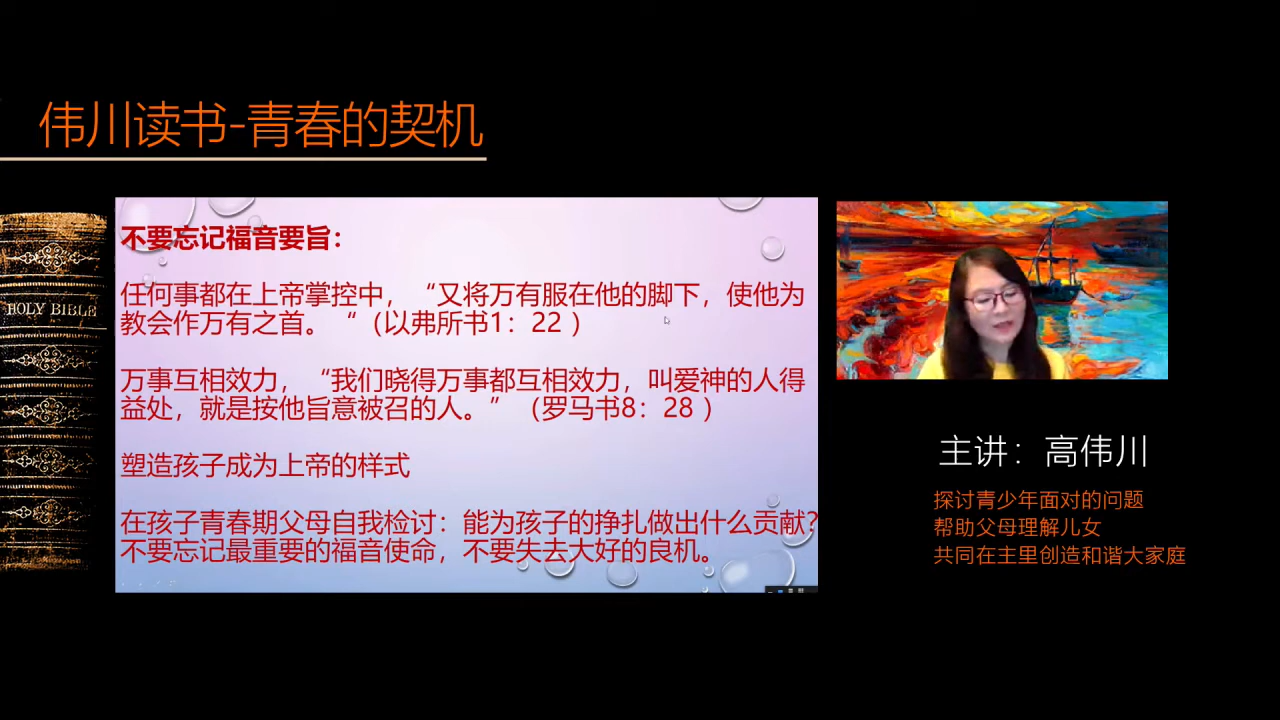 伟川读书-青春的契机
不要忘记福音要旨：
任何事都在上帝掌控中，“又将万有服在他的脚下，使他为
教会作万有之首。 “（以弗所书1：22 ）
万事互相效力，“我们晓得万事都互相效力，叫爱神的人得
益处，就是按他旨意被召的人。” （罗马书8：28 ）
塑造孩子成为上帝的样式
在孩子青春期父母自我检讨：能为孩子的挣扎做出什么贡献？
不要忘记最重要的福音使命，不要失去大好的良机。
HOLY BIBLE
主讲：高伟川
探讨青少年面对的问题
帮助父母理解儿女
共同在主里创造和谐大家庭